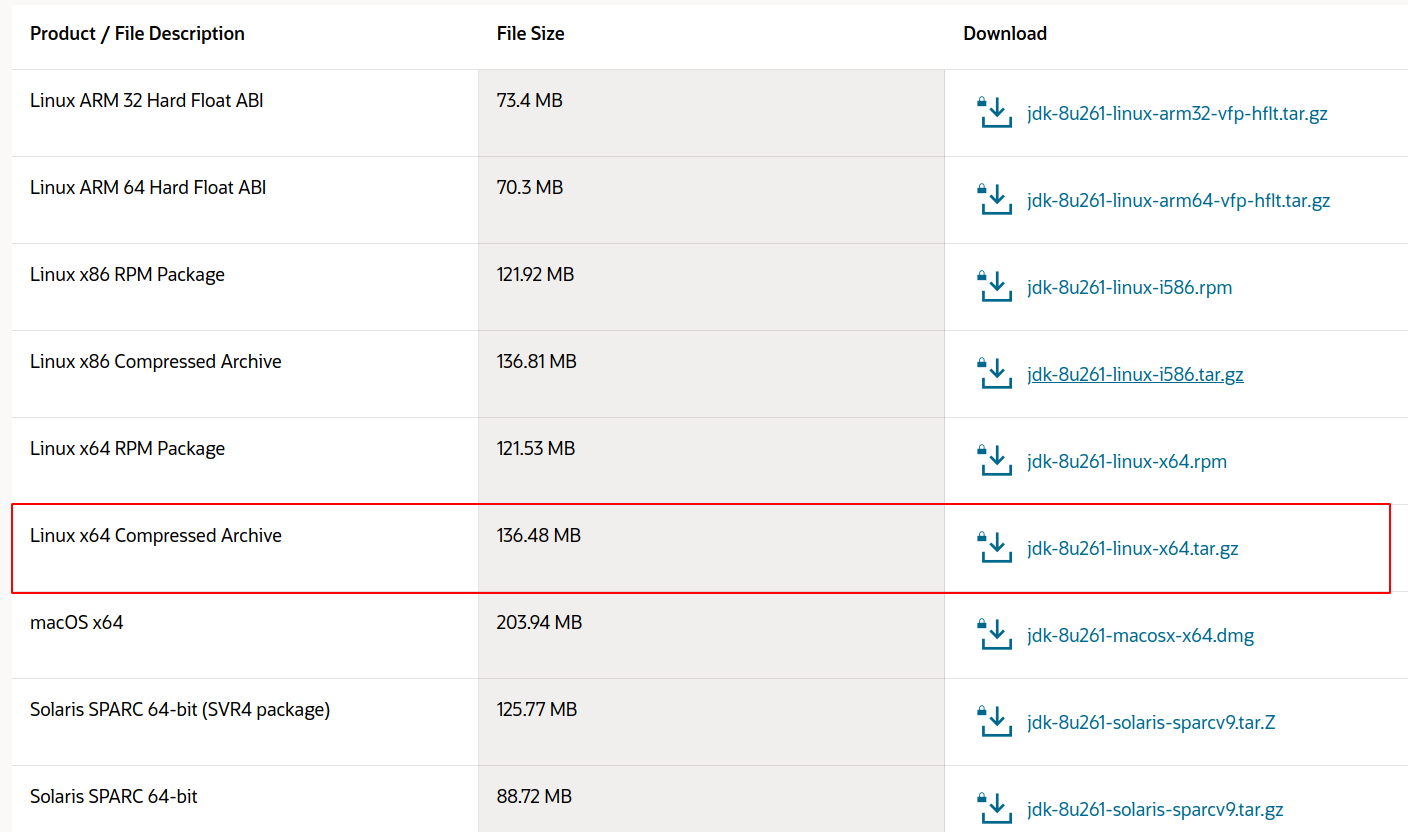 Product / File Description File Size Download
Linux ARM 32 Hard Float ABI 73.4 MB jdk-8u261-linux-arm32-vfp-hflt.tar.gz
Linux ARM 64 Hard Float ABI 70.3 MB jdk-8u261-linux-arm64-vfp-hflt.tar.gz
Linux x86 RPM Package 121.92 MB jdk-8u261-linux-i586.rpm
Linux x86 Compressed Archive 136.81 MB jdk-8u261-linux-i586.tar.gz
Linux x64 RPM Package 121.53 MB jdk-8u261-linux-x64.rpm
Linux x64 Compressed Archive 136.48 MB jdk-8u261-linux-x64.tar.gz
macOS x64 203.94 MB jdk-8u261-macosx-x64.dmg
Solaris SPARC 64-bit (SVR4 package) 125.77 MB jdk-8u261-solaris-sparcv9.tar.Z
Solaris SPARC 64-bit 88.72 MB jdk-8u261-solaris-sparcv9.tar.gz